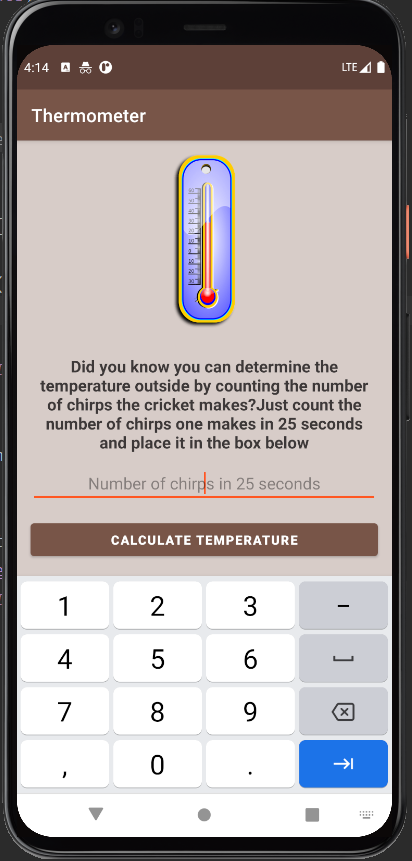 4:14 LTE
Thermometer
Did you know you can determine the
temperature outside by counting the number
of chirps the cricket makes?Just count the
number of chirps one makes in 25 seconds
and place it in the box below
Number of chirps in 25 seconds
CALCULATE TEMPERATURE
1 2 3 –
4 5 6
7 8 9
, 0 .